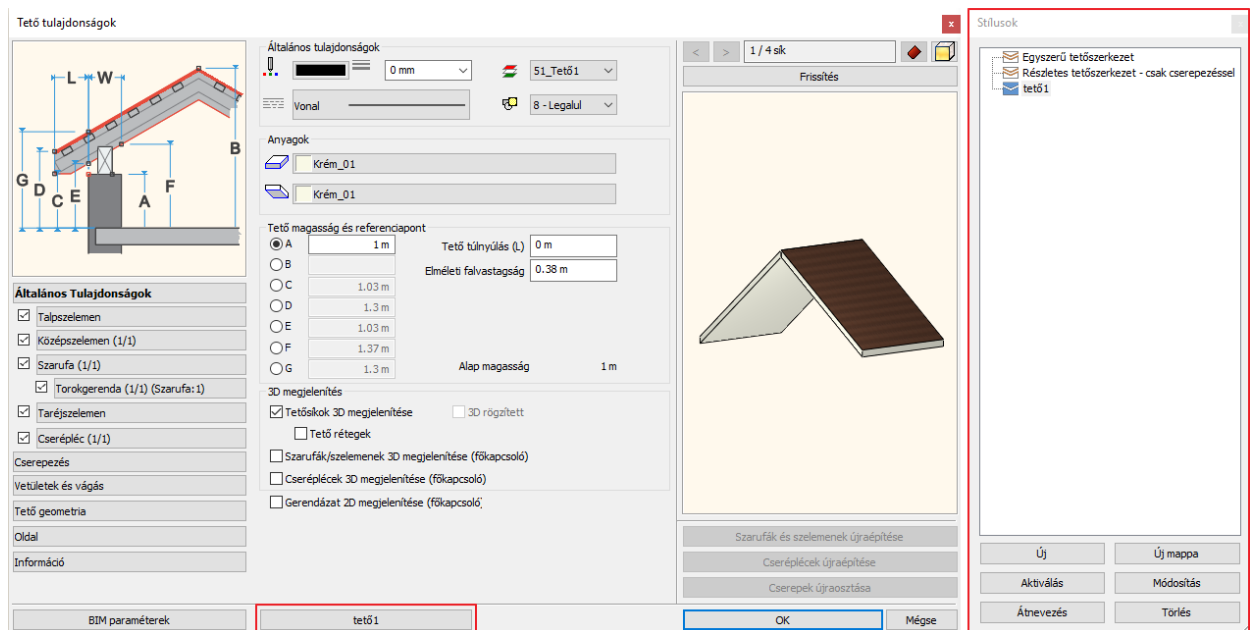 Tető tulajdonságok
x
L
W
B
G
D
C
E
A
F
Általános Tulajdonságok
Talpszelemen
Középszelemen (1/1)
Szarufa (1/1)
Torokgerenda (1/1) (Szarufa:1)
Taréjszelemen
Cserépléc (1/1)
Cserepezés
Vetületek és vágás
Tető geometria
Oldal
Információ
BIM paraméterek
Általános tulajdonságok
0 mm
51_Tető1
Vonal
8 - Legalul
Anyagok
Krém_01
Krém_01
Tető magasság és referenciapont
A 1 m Tető túlnyúlás (L) 0 m
B Elméleti falvastagság 0.38 m
C 1.03 m
D 1.3 m
E 1.03 m
F 1.37 m
G 1.3 m Alap magasság 1 m
3D megjelenítés
Tetősíkok 3D megjelenítése 3D rögzített
Tető rétegek
Szarufák/szelemenek 3D megjelenítése (főkapcsoló)
Cseréplécek 3D megjelenítése (főkapcsoló)
Gerendázat 2D megjelenítése (főkapcsoló)
tető1
< > 1 / 4 sík
Frissítés
Szarufák és szelemenek újraépítése
Cseréplécek újraépítése
Cserepek újraosztása
OK
Mégse
Stílusok
Egyszerű tetőszerkezet
Részletes tetőszerkezet - csak cserepezéssel
tető1
Új
Új mappa
Aktiválás
Módosítás
Átnevezés
Törlés